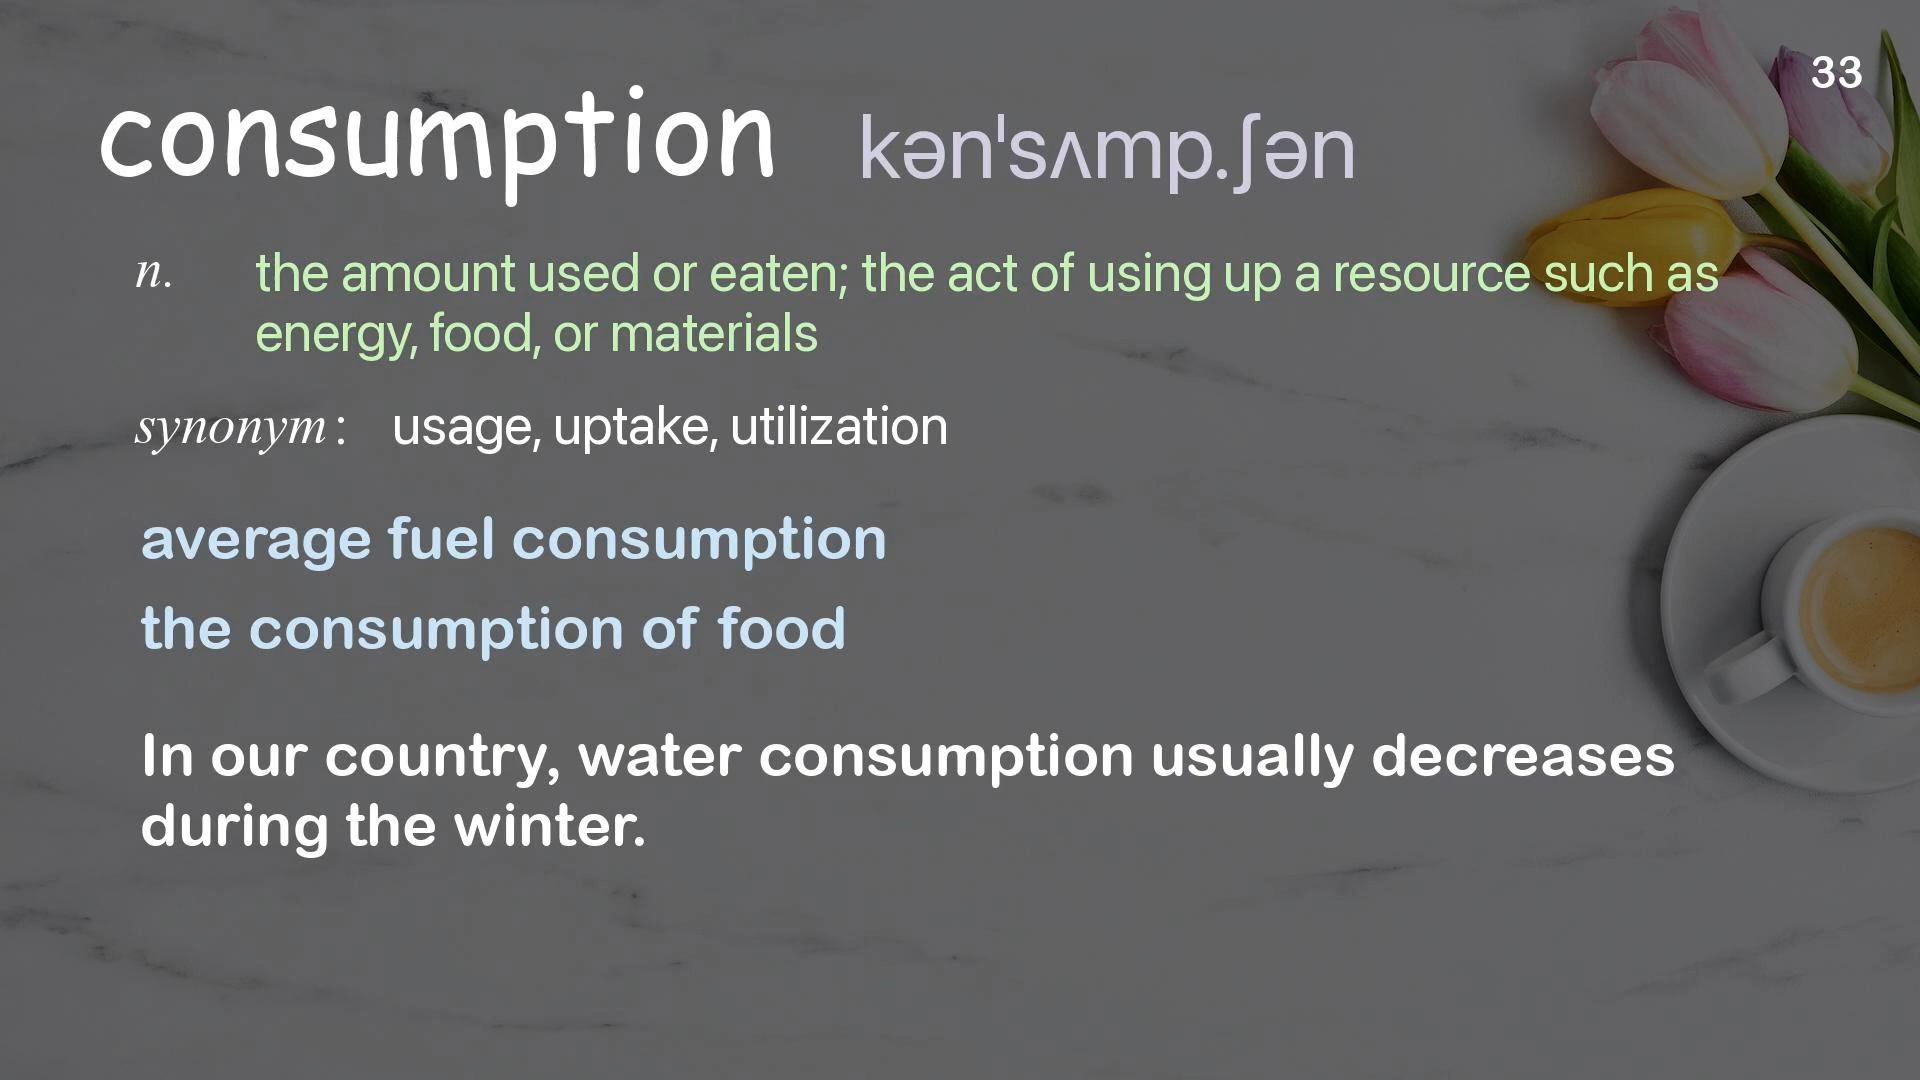 33
consumption kən'sʌmp.ʃən
n. the amount used or eaten; the act of using up a resource such as
energy, food, or materials
synonym : usage, uptake, utilization
average fuel consumption
the consumption of food
In our country, water consumption usually decreases
during the winter.